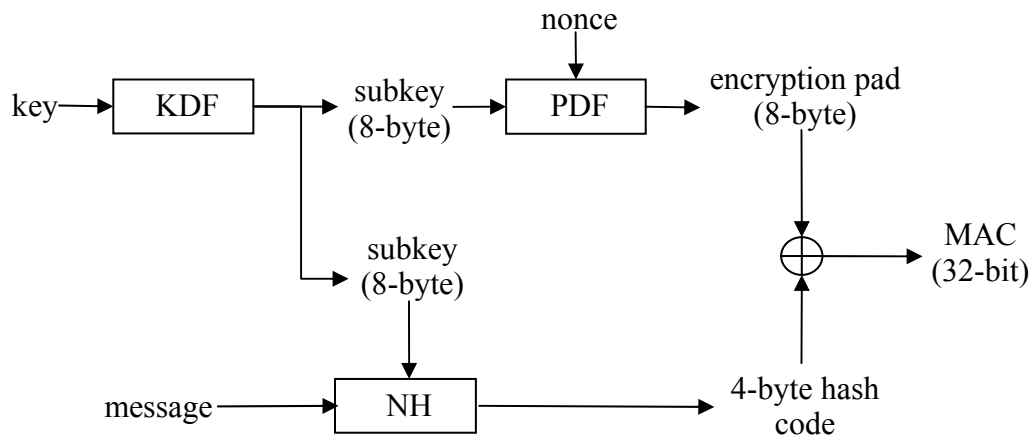 nonce
key
KDF
subkey
(8-byte)
PDF
encryption pad
(8-byte)
subkey
(8-byte)
MAC
(32-bit)
message
NH
4-byte hash
code